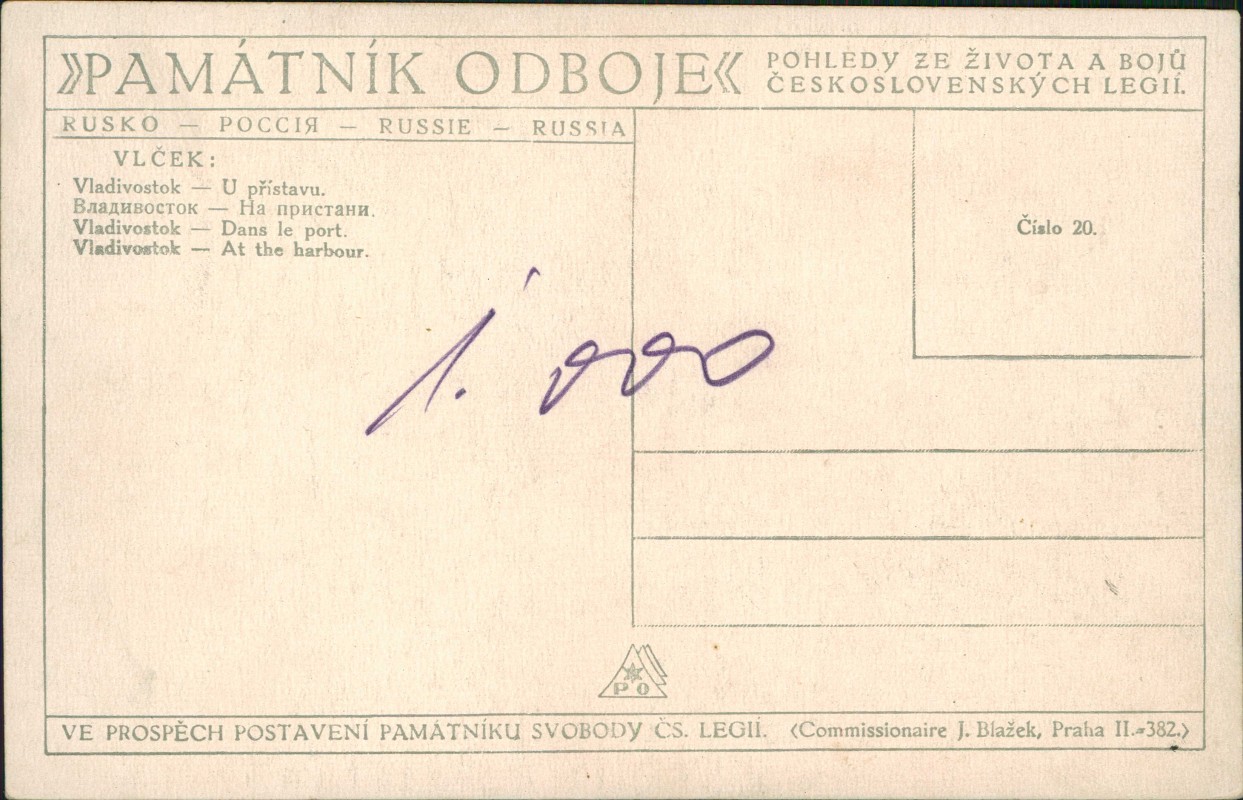 »PAMÁTNÍK ODBOJE«
POHLEDY ZE ŽIVOTA A BOJŮ
ČESKOSLOVENSKÝCH LEGIÍ.
RUSKO — РОССІЯ — RUSSIE — RUSSIA
VLČEK:
Vladivostok — U přístavu.
Владивосток — На пристани.
Vladivostok — Dans le port.
Vladivostok — At the harbour.
Číslo 20.
1. 000
PO
VE PROSPĚCH POSTAVENÍ PAMÁTNÍKU SVOBODY ČS. LEGIÍ. (Commissionaire J. Blažek, Praha II.-382.)